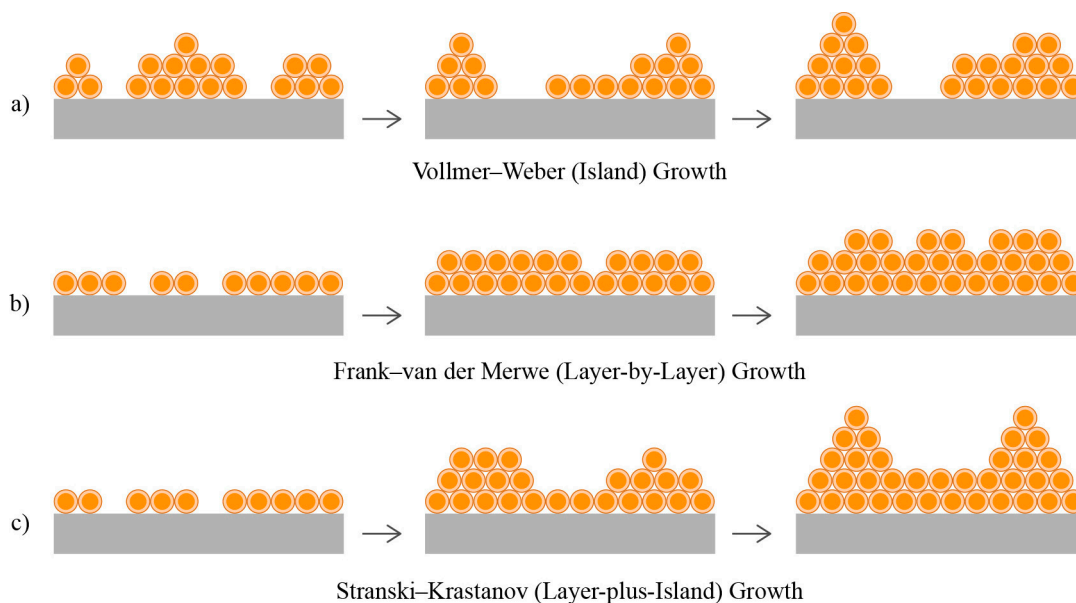 a)
Vollmer–Weber (Island) Growth
b)
Frank–van der Merwe (Layer-by-Layer) Growth
c)
Stranski–Krastanov (Layer-plus-Island) Growth